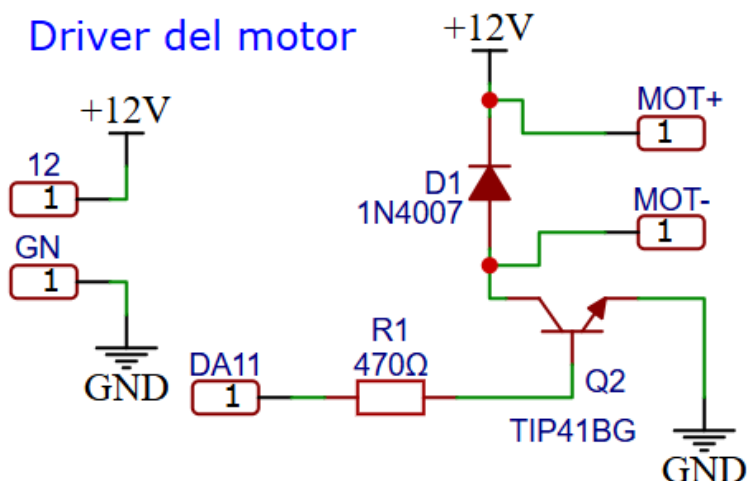 Driver del motor
+12V
+12V
12
1
GN
1
GND
MOT+
1
D1
1N4007
MOT-
1
R1
470Ω
DA11
1
Q2
TIP41BG
GND